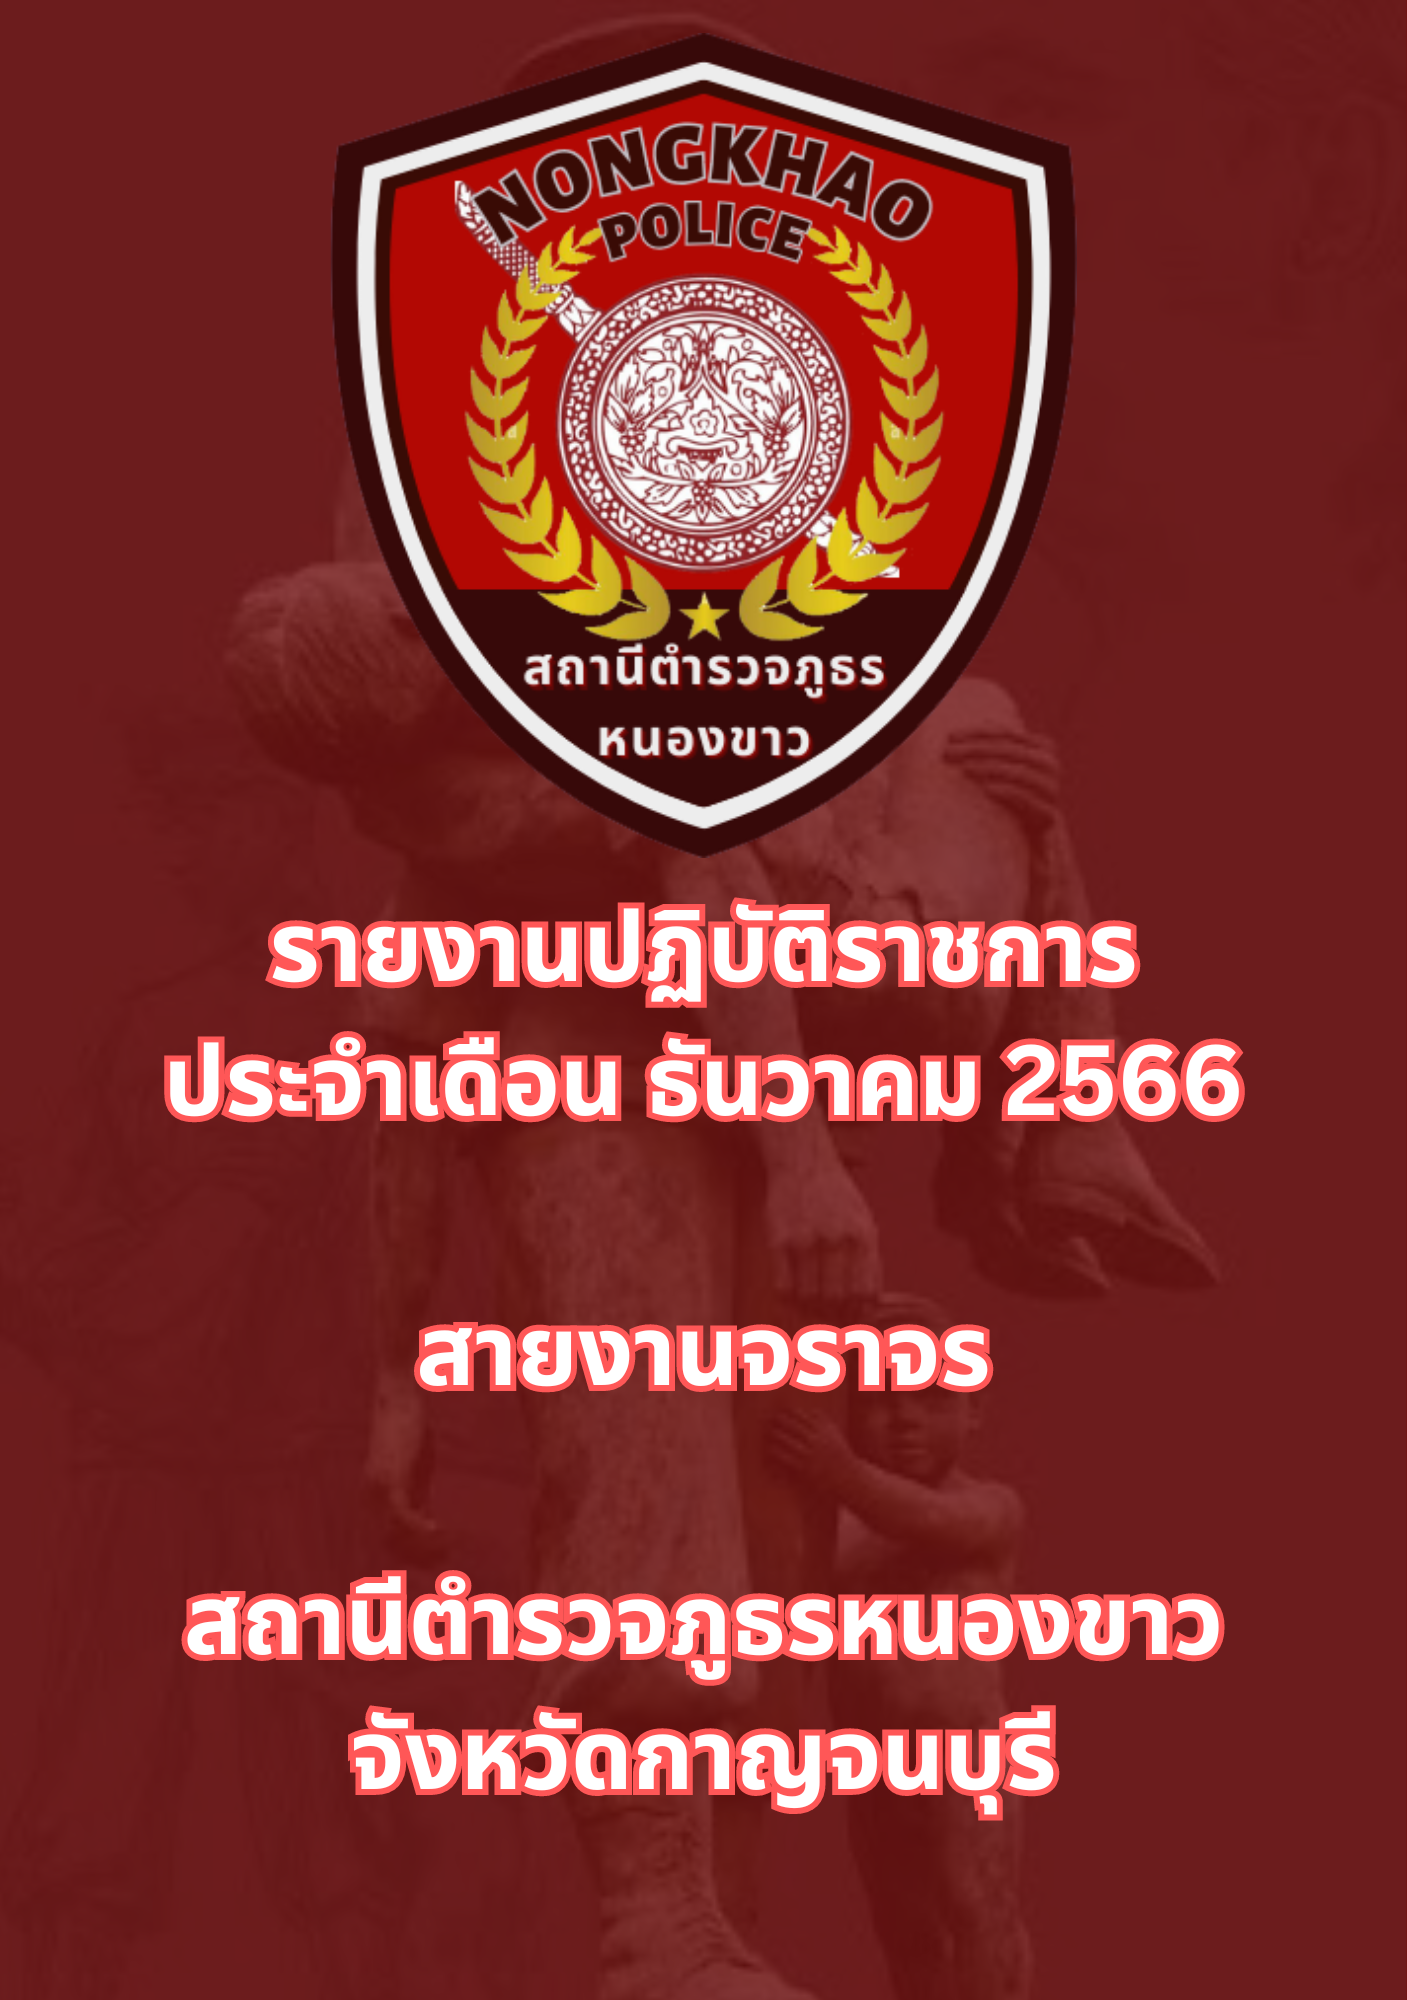 NONGKHAO
POLICE
สถานีตำรวจภูธร
หนองขาว
รายงานปฏิบัติราชการ
ประจำเดือน ธันวาคม 2566
สายงานจราจร
สถานีตำรวจภูธรหนองขาว
จังหวัดกาญจนบุรี